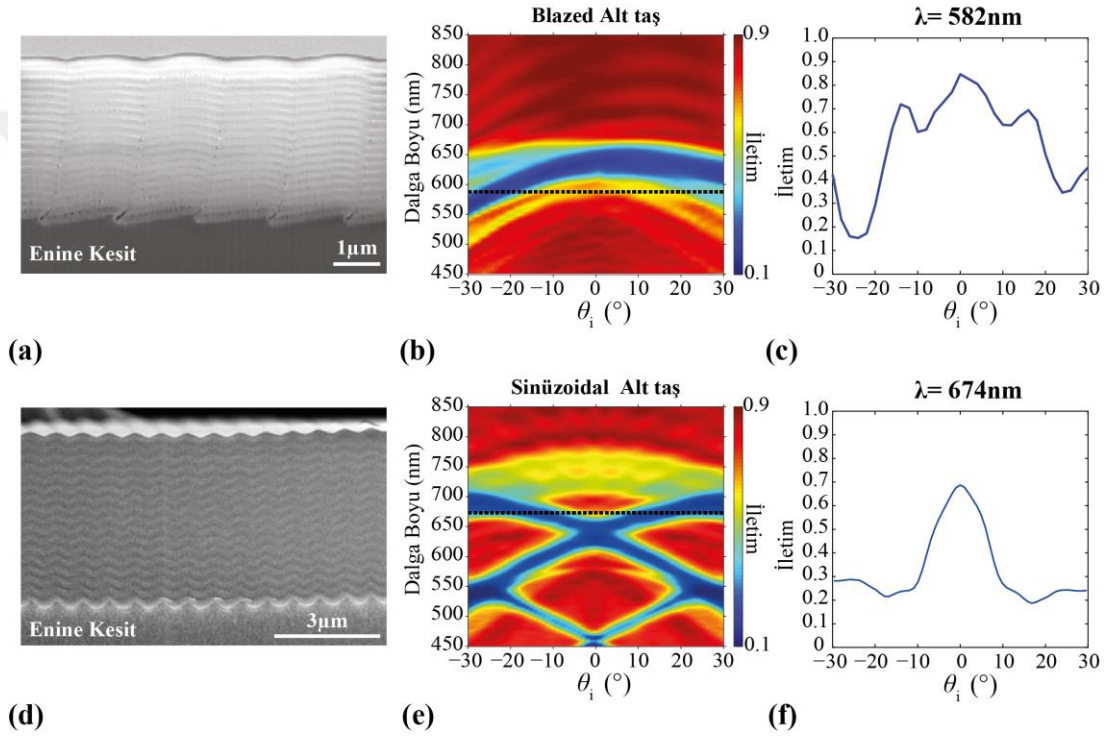 Blazed Alt taş
λ= 582nm
Enine Kesit
1µm
Dalga Boyu (nm)
850
800
750
700
650
600
550
500
450
−30 −20 −10 0 10 20 30
θi (°)
0.9
İletim
0.1
İletim
1.0
0.9
0.8
0.7
0.6
0.5
0.4
0.3
0.2
0.1
0
−30 −20 −10 0 10 20 30
θi (°)
(a)
(b)
(c)
Sinüzoidal Alt taş
λ= 674nm
Enine Kesit
3µm
Dalga Boyu (nm)
850
800
750
700
650
600
550
500
450
−30 −20 −10 0 10 20 30
θi (°)
0.9
İletim
0.1
İletim
1.0
0.9
0.8
0.7
0.6
0.5
0.4
0.3
0.2
0.1
0
−30 −20 −10 0 10 20 30
θi (°)
(d)
(e)
(f)